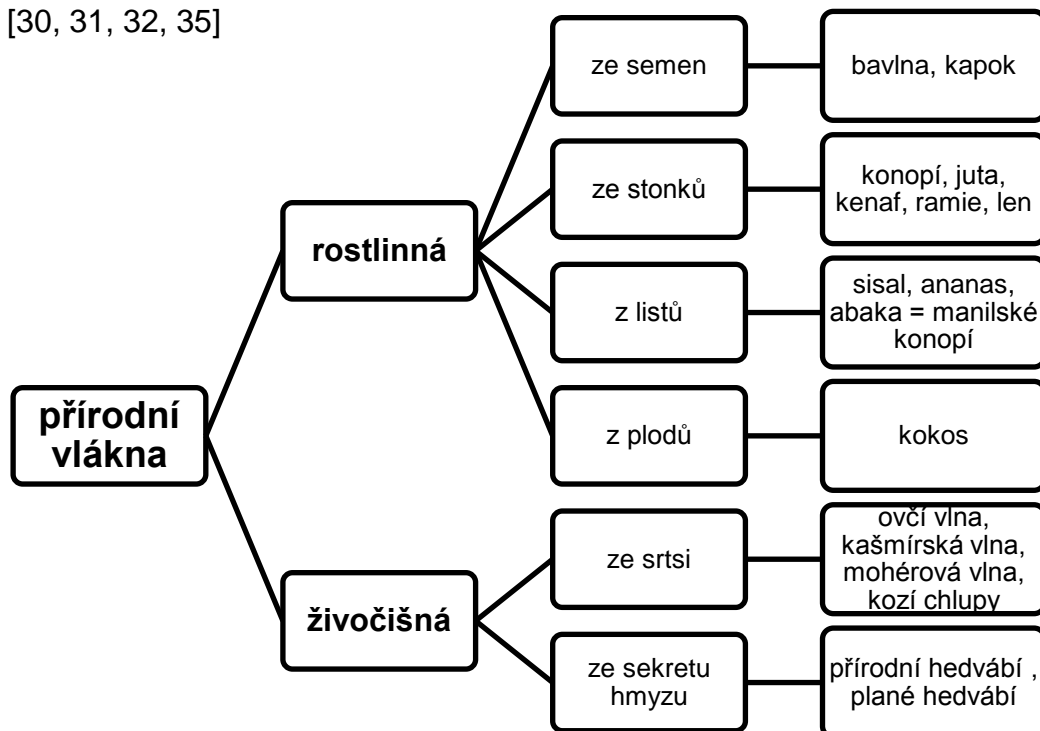 [30, 31, 32, 35]
ze semen
bavlna, kapok
ze stonků
konopí, juta,
kenaf, ramie, len
rostlinná
z listů
sisal, ananas,
abaka = manilské
konopí
přírodní
vlákna
z plodů
kokos
ze srtsi
ovčí vlna,
kašmírská vlna,
mohérová vlna,
kozí chlupy
živočišná
ze sekretu
hmyzu
přírodní hedvábí ,
plané hedvábí